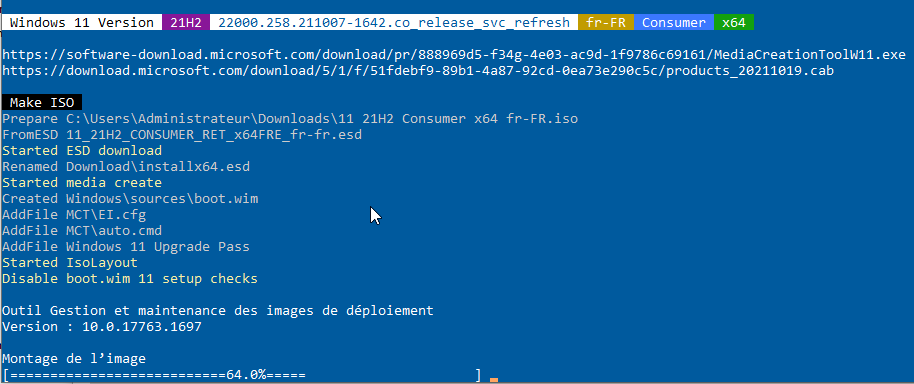 Windows 11 Version 21H2 22000.258.211007-1642.co_release_svc_refresh fr-FR Consumer x64
https://software-download.microsoft.com/download/pr/888969d5-f34g-4e03-ac9d-1f9786c69161/MediaCreationToolW11.exe
https://download.microsoft.com/download/5/1/f/51fdebf9-89b1-4a87-92cd-0ea73e290c5c/products_20211019.cab
Make ISO
Prepare C:\Users\Administrateur\Downloads\11 21H2 Consumer x64 fr-FR.iso
FromESD 11_21H2_CONSUMER_RET_x64FRE_fr-fr.esd
Started ESD download
Renamed Download\installx64.esd
Started media create
Created Windows\sources\boot.wim
AddFile MCT\EI.cfg
AddFile MCT\auto.cmd
AddFile Windows 11 Upgrade Pass
Started IsoLayout
Disable boot.wim 11 setup checks
Outil Gestion et maintenance des images de déploiement
Version : 10.0.17763.1697
Montage de l’image
[===========================64.0%===== ]